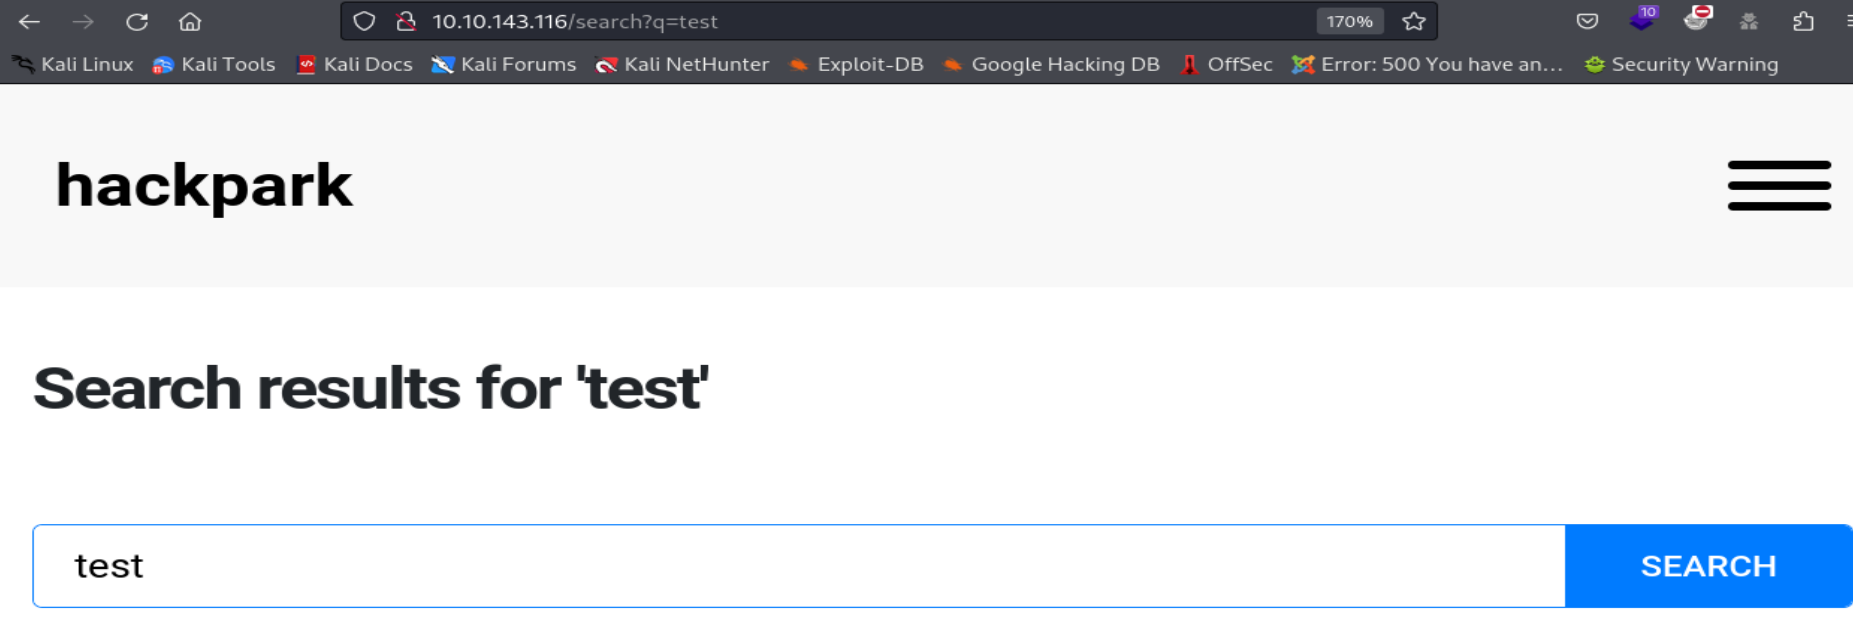 10.10.143.116/search?q=test 170% 10
Kali Linux Kali Tools Kali Docs Kali Forums Kali NetHunter Exploit-DB Google Hacking DB OffSec Error: 500 You have an... Security Warning
hackpark
Search results for 'test'
test SEARCH